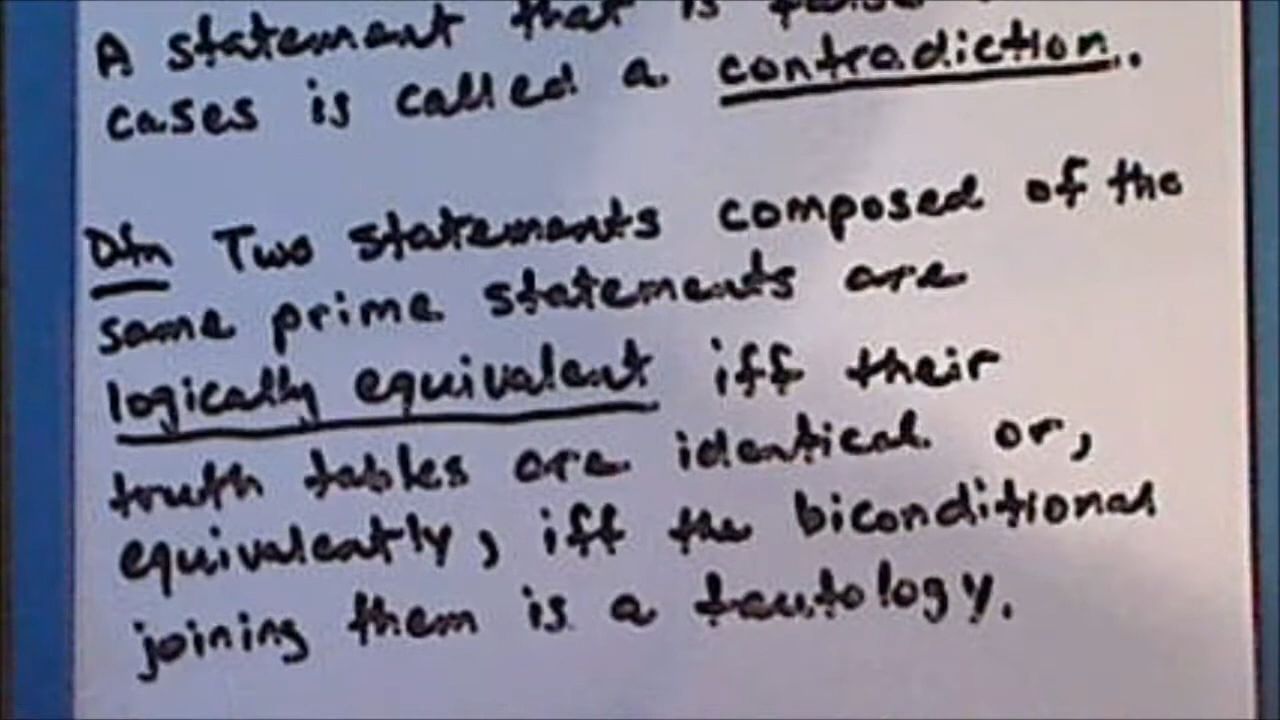 A statement that is false
cases is called a contradiction.
Dfn Two statements composed of the
same prime statements are
logically equivalent iff their
truth tables are identical or,
equivalently, iff the biconditional
joining them is a tautology.